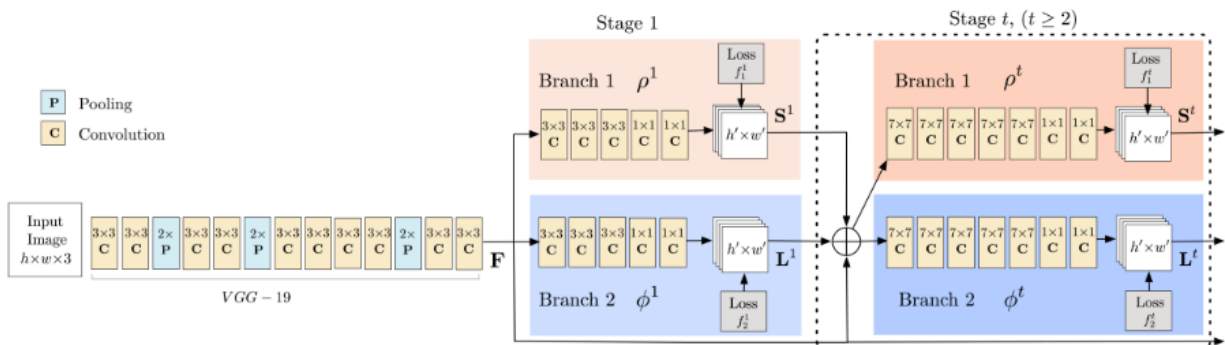 Stage 1
Stage t, (t ≥ 2)
P Pooling
C Convolution
Input
Image
h×w×3
3×3 C
3×3 C
2× P
3×3 C
3×3 C
2× P
3×3 C
3×3 C
3×3 C
3×3 C
2× P
3×3 C
3×3 C
F
VGG − 19
Branch 1 ρ¹
Loss
f₁¹
3×3 C
3×3 C
3×3 C
1×1 C
1×1 C
h′×w′
S¹
3×3 C
3×3 C
3×3 C
1×1 C
1×1 C
h′×w′
L¹
Branch 2 ϕ¹
Loss
f₂¹
Branch 1 ρᵗ
Loss
f₁ᵗ
7×7 C
7×7 C
7×7 C
7×7 C
7×7 C
1×1 C
1×1 C
h′×w′
Sᵗ
7×7 C
7×7 C
7×7 C
7×7 C
7×7 C
1×1 C
1×1 C
h′×w′
Lᵗ
Branch 2 ϕᵗ
Loss
f₂ᵗ